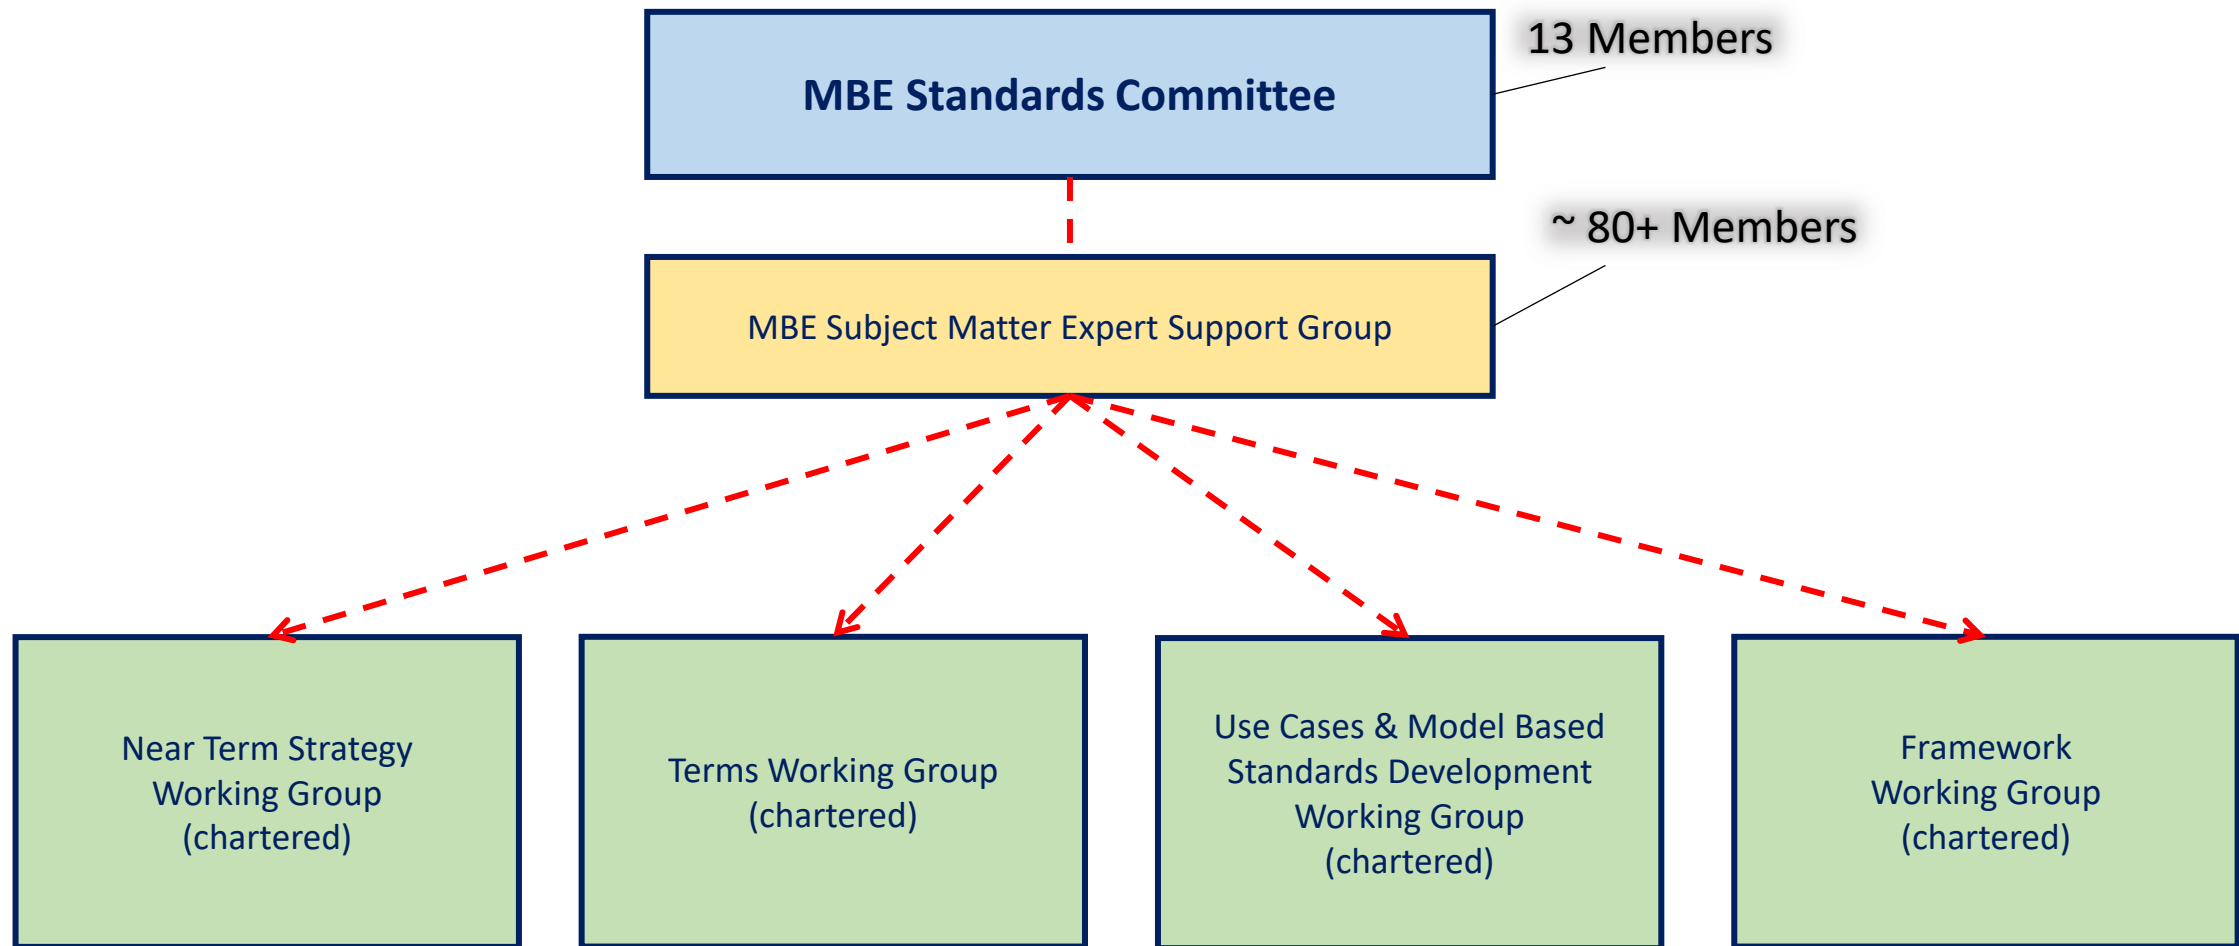 MBE Standards Committee
13 Members
~ 80+ Members
MBE Subject Matter Expert Support Group
Near Term Strategy
Working Group
(chartered)
Terms Working Group
(chartered)
Use Cases & Model Based
Standards Development
Working Group
(chartered)
Framework
Working Group
(chartered)